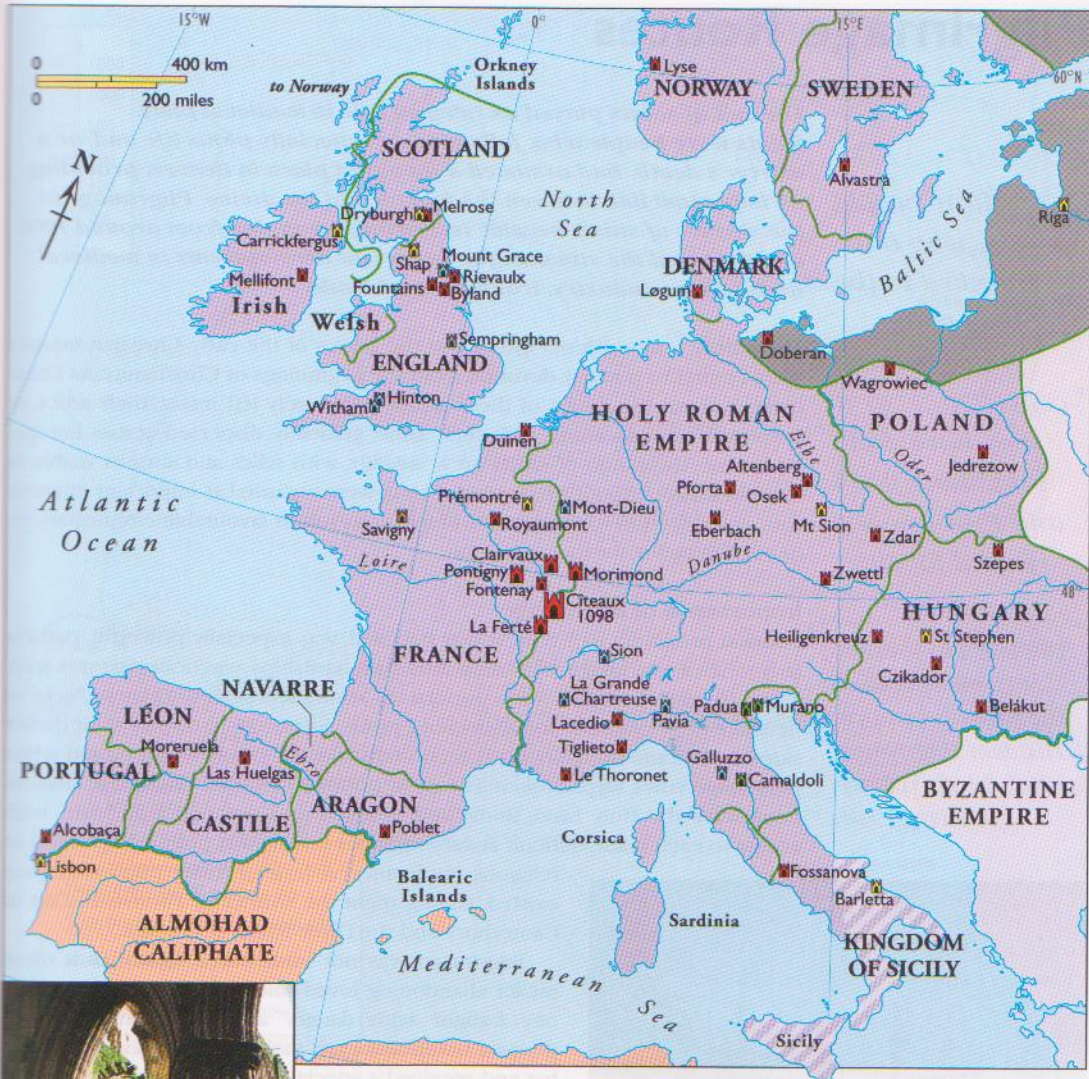 15°W
0°
15°E
60°N
0
400 km
0
200 miles
N
to Norway
Orkney
Islands
Lyse
NORWAY
SWEDEN
SCOTLAND
Alvastra
North
Sea
Baltic Sea
Riga
Dryburgh
Melrose
Carrickfergus
Shap
Mount Grace
Mellifont
Rievaulx
Fountains
Byland
Irish
Welsh
DENMARK
Løgum
Sempringham
ENGLAND
Doberan
Wagrowiec
Hinton
Witham
HOLY ROMAN
EMPIRE
POLAND
Duinen
Elbe
Oder
Jedrezow
Altenberg
Pforta
Osek
Prémontré
Mont-Dieu
Atlantic
Ocean
Savigny
Royaumont
Eberbach
Mt Sion
Zdar
Loire
Clairvaux
Danube
Szepes
Pontigny
Morimond
Zwettl
Fontenay
Cîteaux
1098
48
La Ferté
HUNGARY
Heiligenkreuz
St Stephen
FRANCE
Sion
Czikador
NAVARRE
La Grande
Chartreuse
LÉON
Padua
Murano
Belákut
Lacedio
Pavia
Moreruela
Las Huelgas
Ebro
Tiglieto
PORTUGAL
Galluzzo
Le Thoronet
Camaldoli
BYZANTINE
EMPIRE
ARAGON
CASTILE
Poblet
Alcobaça
Corsica
Lisbon
Balearic
Islands
Fossanova
Barletta
ALMOHAD
CALIPHATE
Sardinia
KINGDOM
OF SICILY
Mediterranean Sea
Sicily